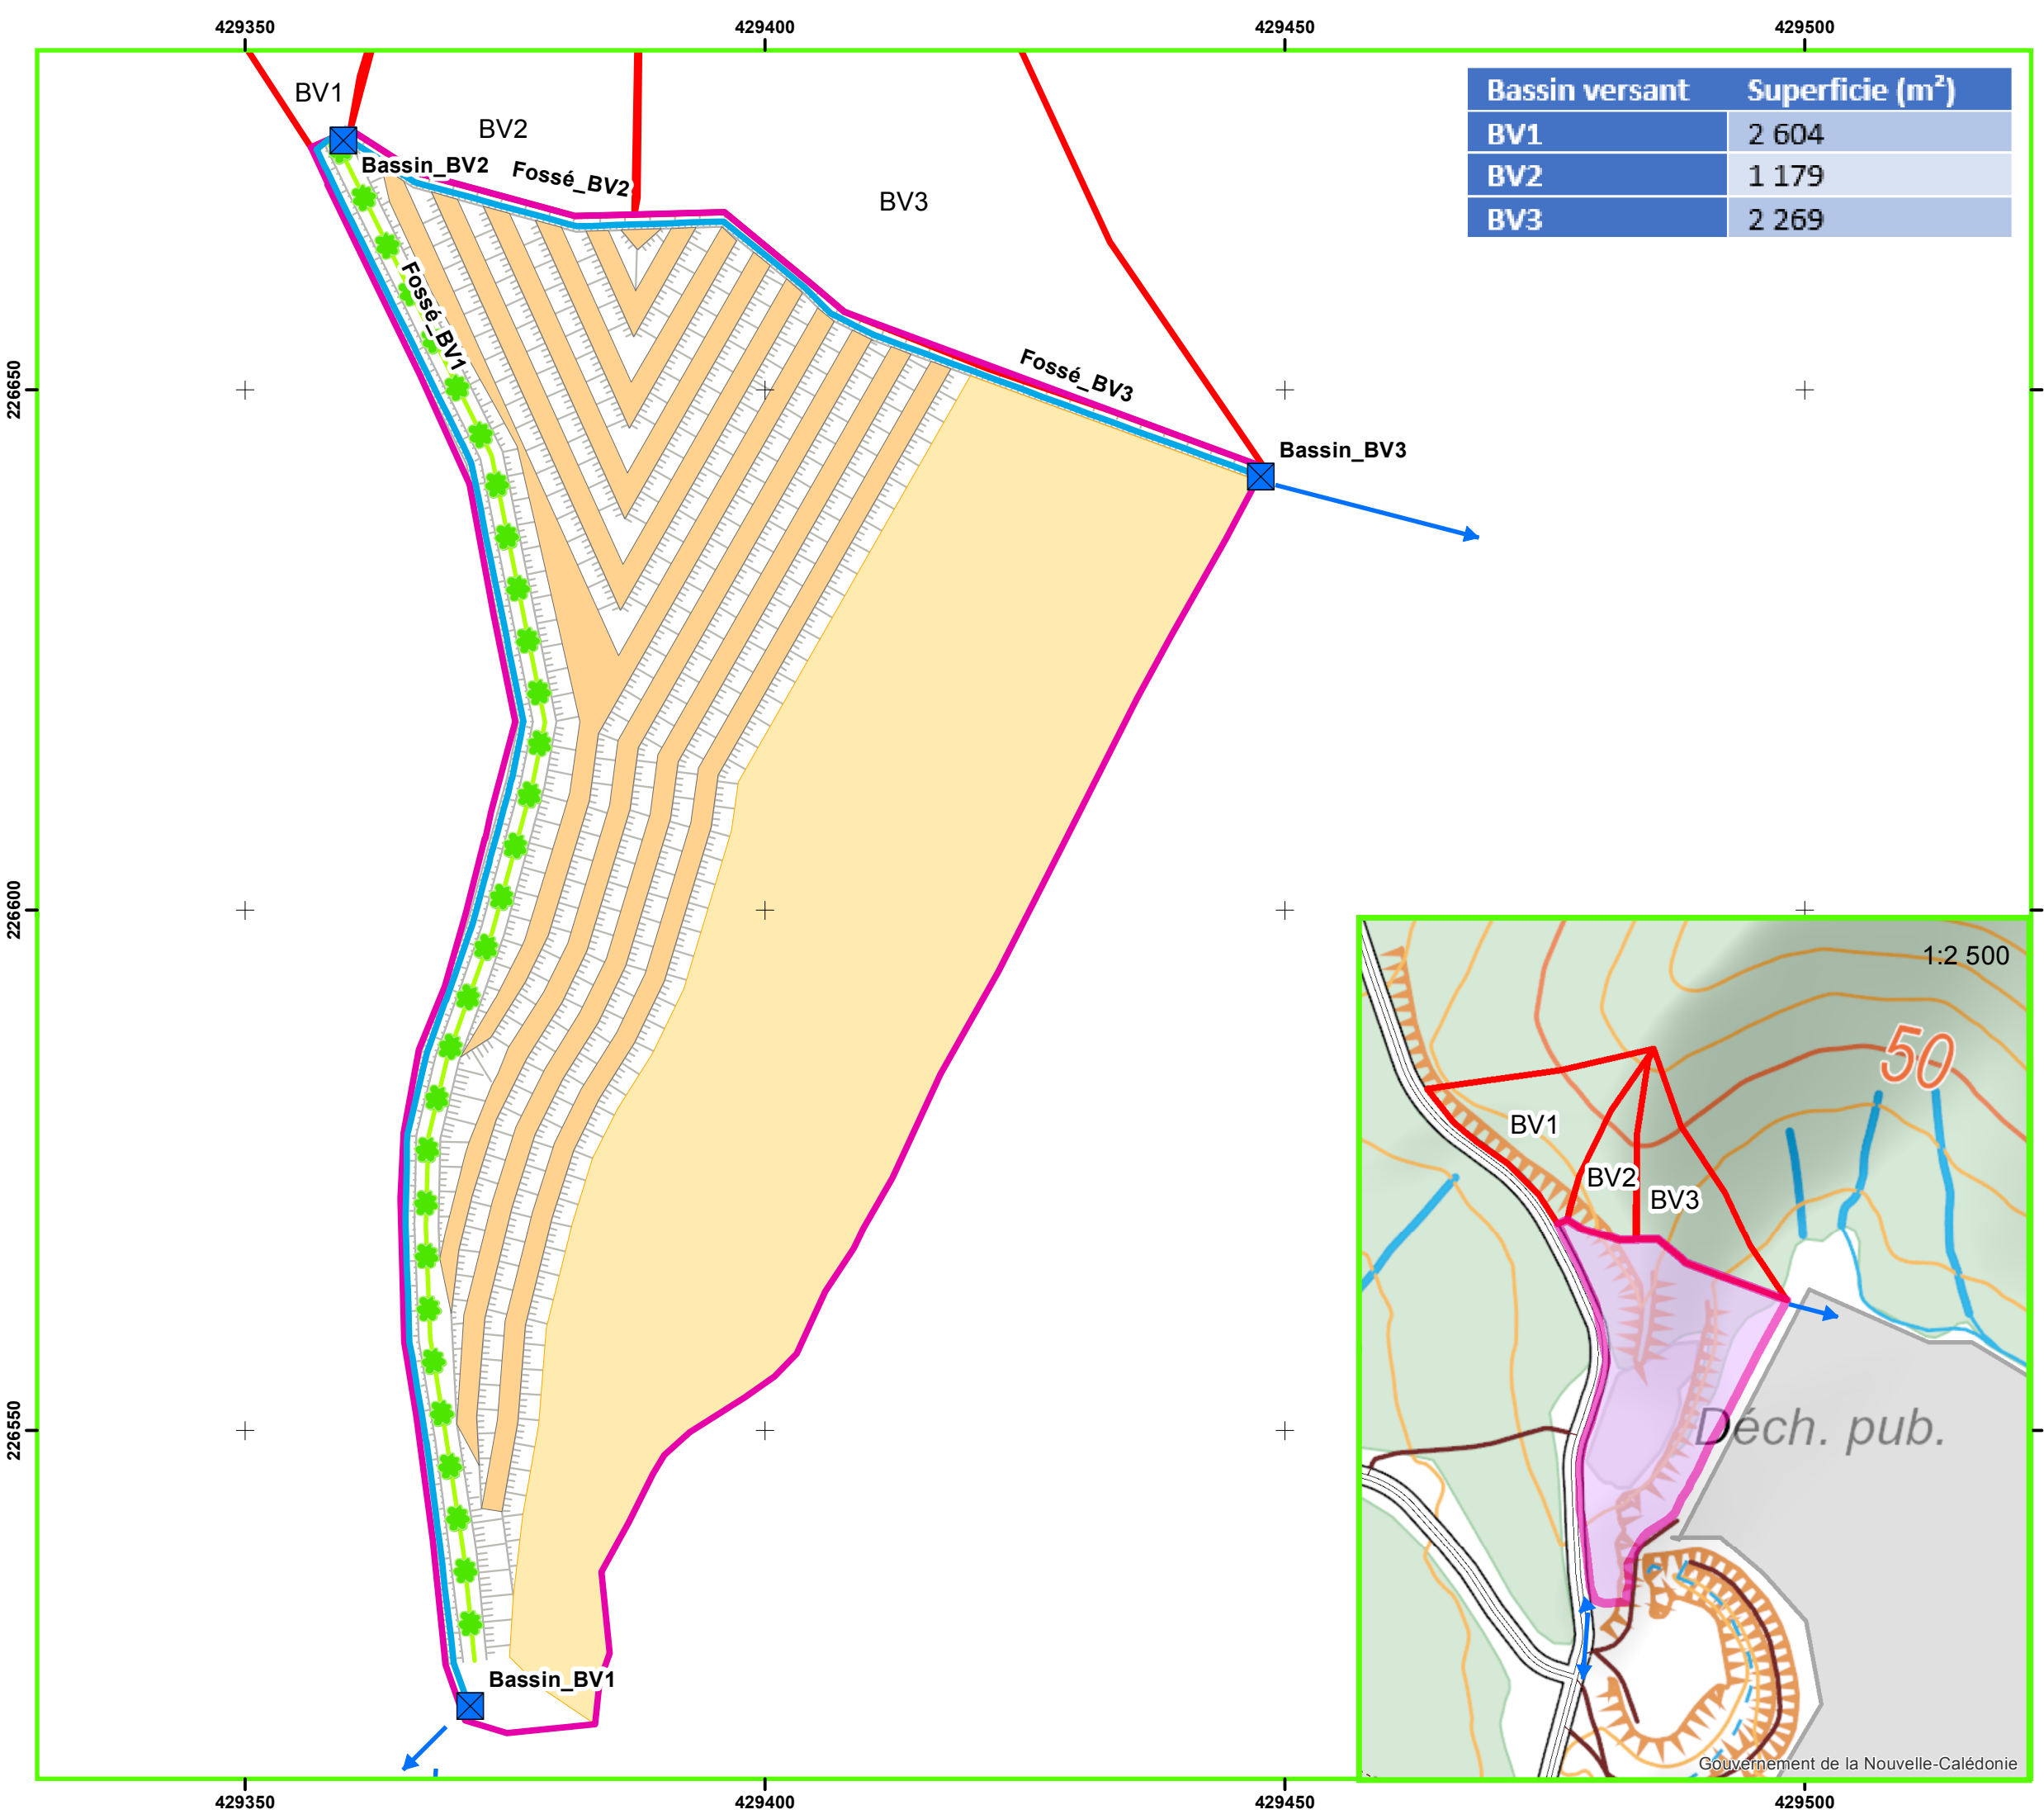 429350 429400 429450 429500
BV1
BV2
BV3
Bassin_BV2
Fossé_BV2
Fossé_BV1
Fossé_BV3
Bassin_BV3
Bassin_BV1
Bassin versant Superficie (m²)
BV1 2 604
BV2 1 179
BV3 2 269
226650
226600
226550
1:2 500
50
BV1
BV2
BV3
Déch. pub.
Gouvernement de la Nouvelle-Calédonie
429350 429400 429450 429500